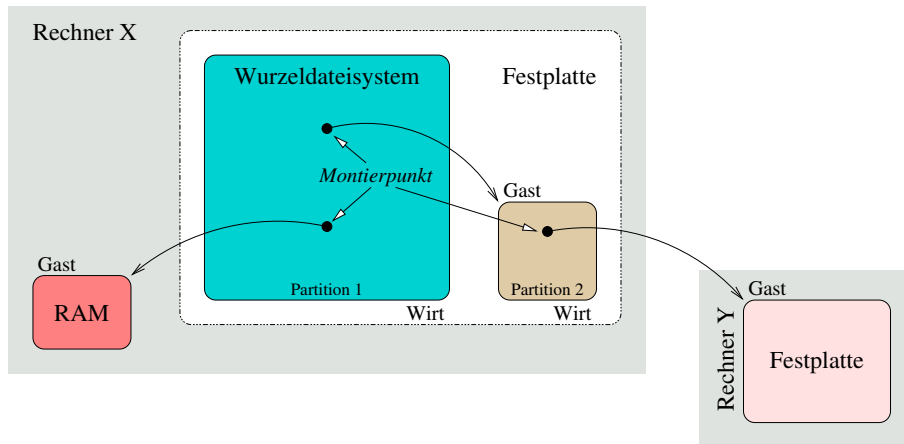 Rechner X
Wurzeldateisystem
Festplatte
Montierpunkt
Gast
Partition 1
Partition 2
Wirt
Wirt
Gast
RAM
Gast
Rechner Y
Festplatte